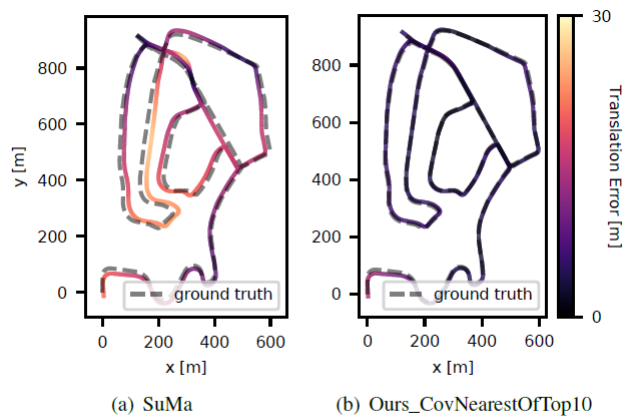 30
Translation Error [m]
0
y [m]
800
600
400
200
0
ground truth
0
200
400
600
x [m]
800
600
400
200
0
ground truth
0
200
400
600
x [m]
(a) SuMa
(b) Ours_CovNearestOfTop10